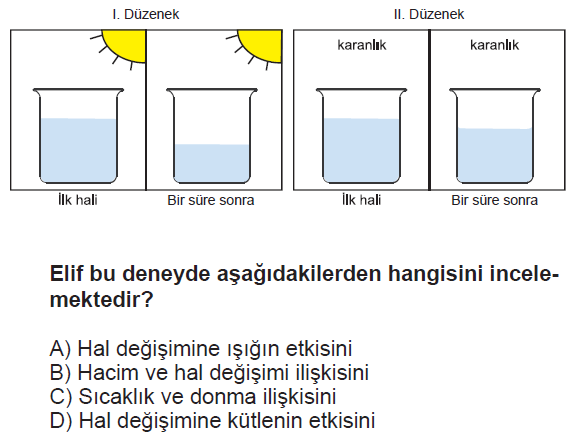 I. Düzenek
II. Düzenek
karanlık
karanlık
İlk hali
Bir süre sonra
İlk hali
Bir süre sonra
Elif bu deneyde aşağıdakilerden hangisini incele-
mektedir?
A) Hal değişimine ışığın etkisini
B) Hacim ve hal değişimi ilişkisini
C) Sıcaklık ve donma ilişkisini
D) Hal değişimine kütlenin etkisini